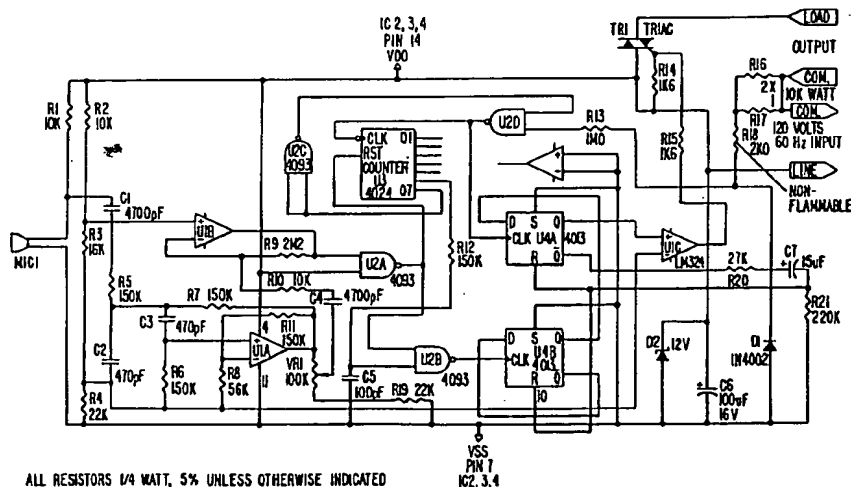 LOAD
TR1 TRIAC
OUTPUT
IC 2, 3, 4
PIN 14
VDD
R1
10K
R2
10K
R14
1K6
R16
2X
1
R17
COM.
10K WATT
COM.
120 VOLTS
60 Hz INPUT
R18
2K0
LINE
NON-
FLAMMABLE
U2C
4093
CLK Q1
RST
COUNTER
U3
4024 Q7
U2D
R13
1M0
R15
1K6
C1
4700pF
U1B
R3
16K
MIC1
R9 2M2
U2A
4093
R12
150K
D S Q
CLK U4A
R Q
4013
U1C
LM324
27K
R20
C7
15uF
R21
220K
R5
150K
R7 150K
R10 10K
C4
4700pF
C3
470pF
R11
150K
4
U1A
11
C2
470pF
R6
150K
R8
56K
VR1
100K
R4
22K
C5
100pF
R19 22K
U2B
4093
D S Q
CLK U4B
4013
R Q
10
D2
12V
D1
1N4002
C6
100uF
16V
VSS
PIN 7
IC2, 3, 4
ALL RESISTORS 1/4 WATT, 5% UNLESS OTHERWISE INDICATED